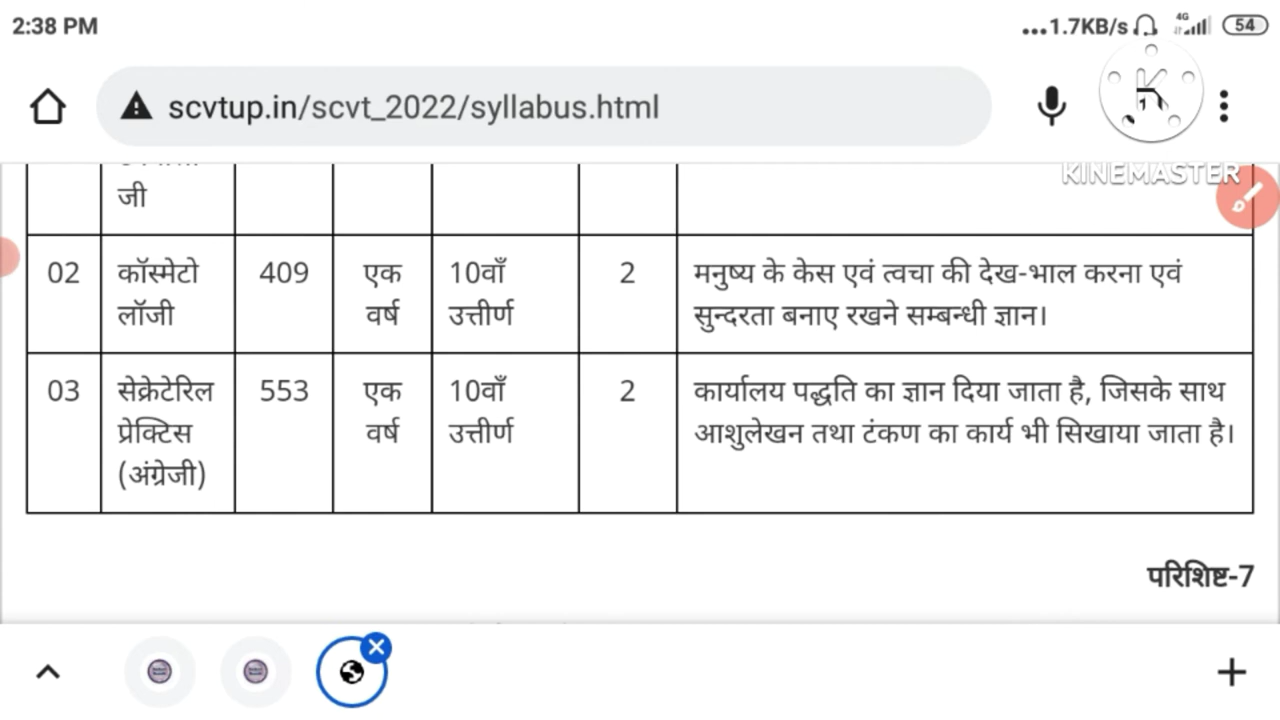 2:38 PM
...1.7KB/s 4G 54
scvtup.in/scvt_2022/syllabus.html
K
KINEMASTER
जी
02 कॉस्मेटो 409 एक 10वाँ 2 मनुष्य के केस एवं त्वचा की देख-भाल करना एवं
लॉजी वर्ष उत्तीर्ण सुन्दरता बनाए रखने सम्बन्धी ज्ञान।
03 सेक्रेटेरिल 553 एक 10वाँ 2 कार्यालय पद्धति का ज्ञान दिया जाता है, जिसके साथ
प्रेक्टिस वर्ष उत्तीर्ण आशुलेखन तथा टंकण का कार्य भी सिखाया जाता है।
(अंग्रेजी)
परिशिष्ट-7